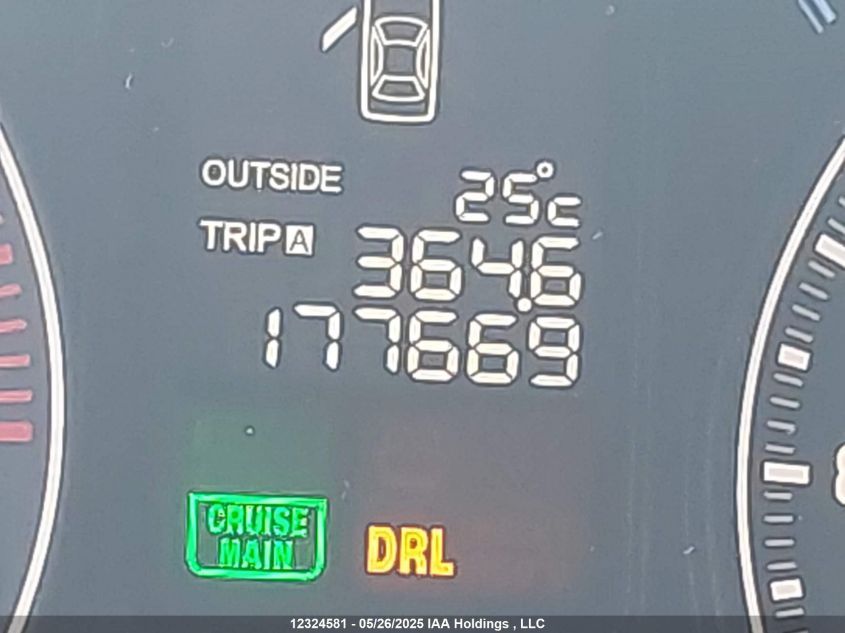 OUTSIDE 25°c
TRIP A 364.6
177669
CRUISE MAIN DRL
12324581 - 05/26/2025 IAA Holdings , LLC